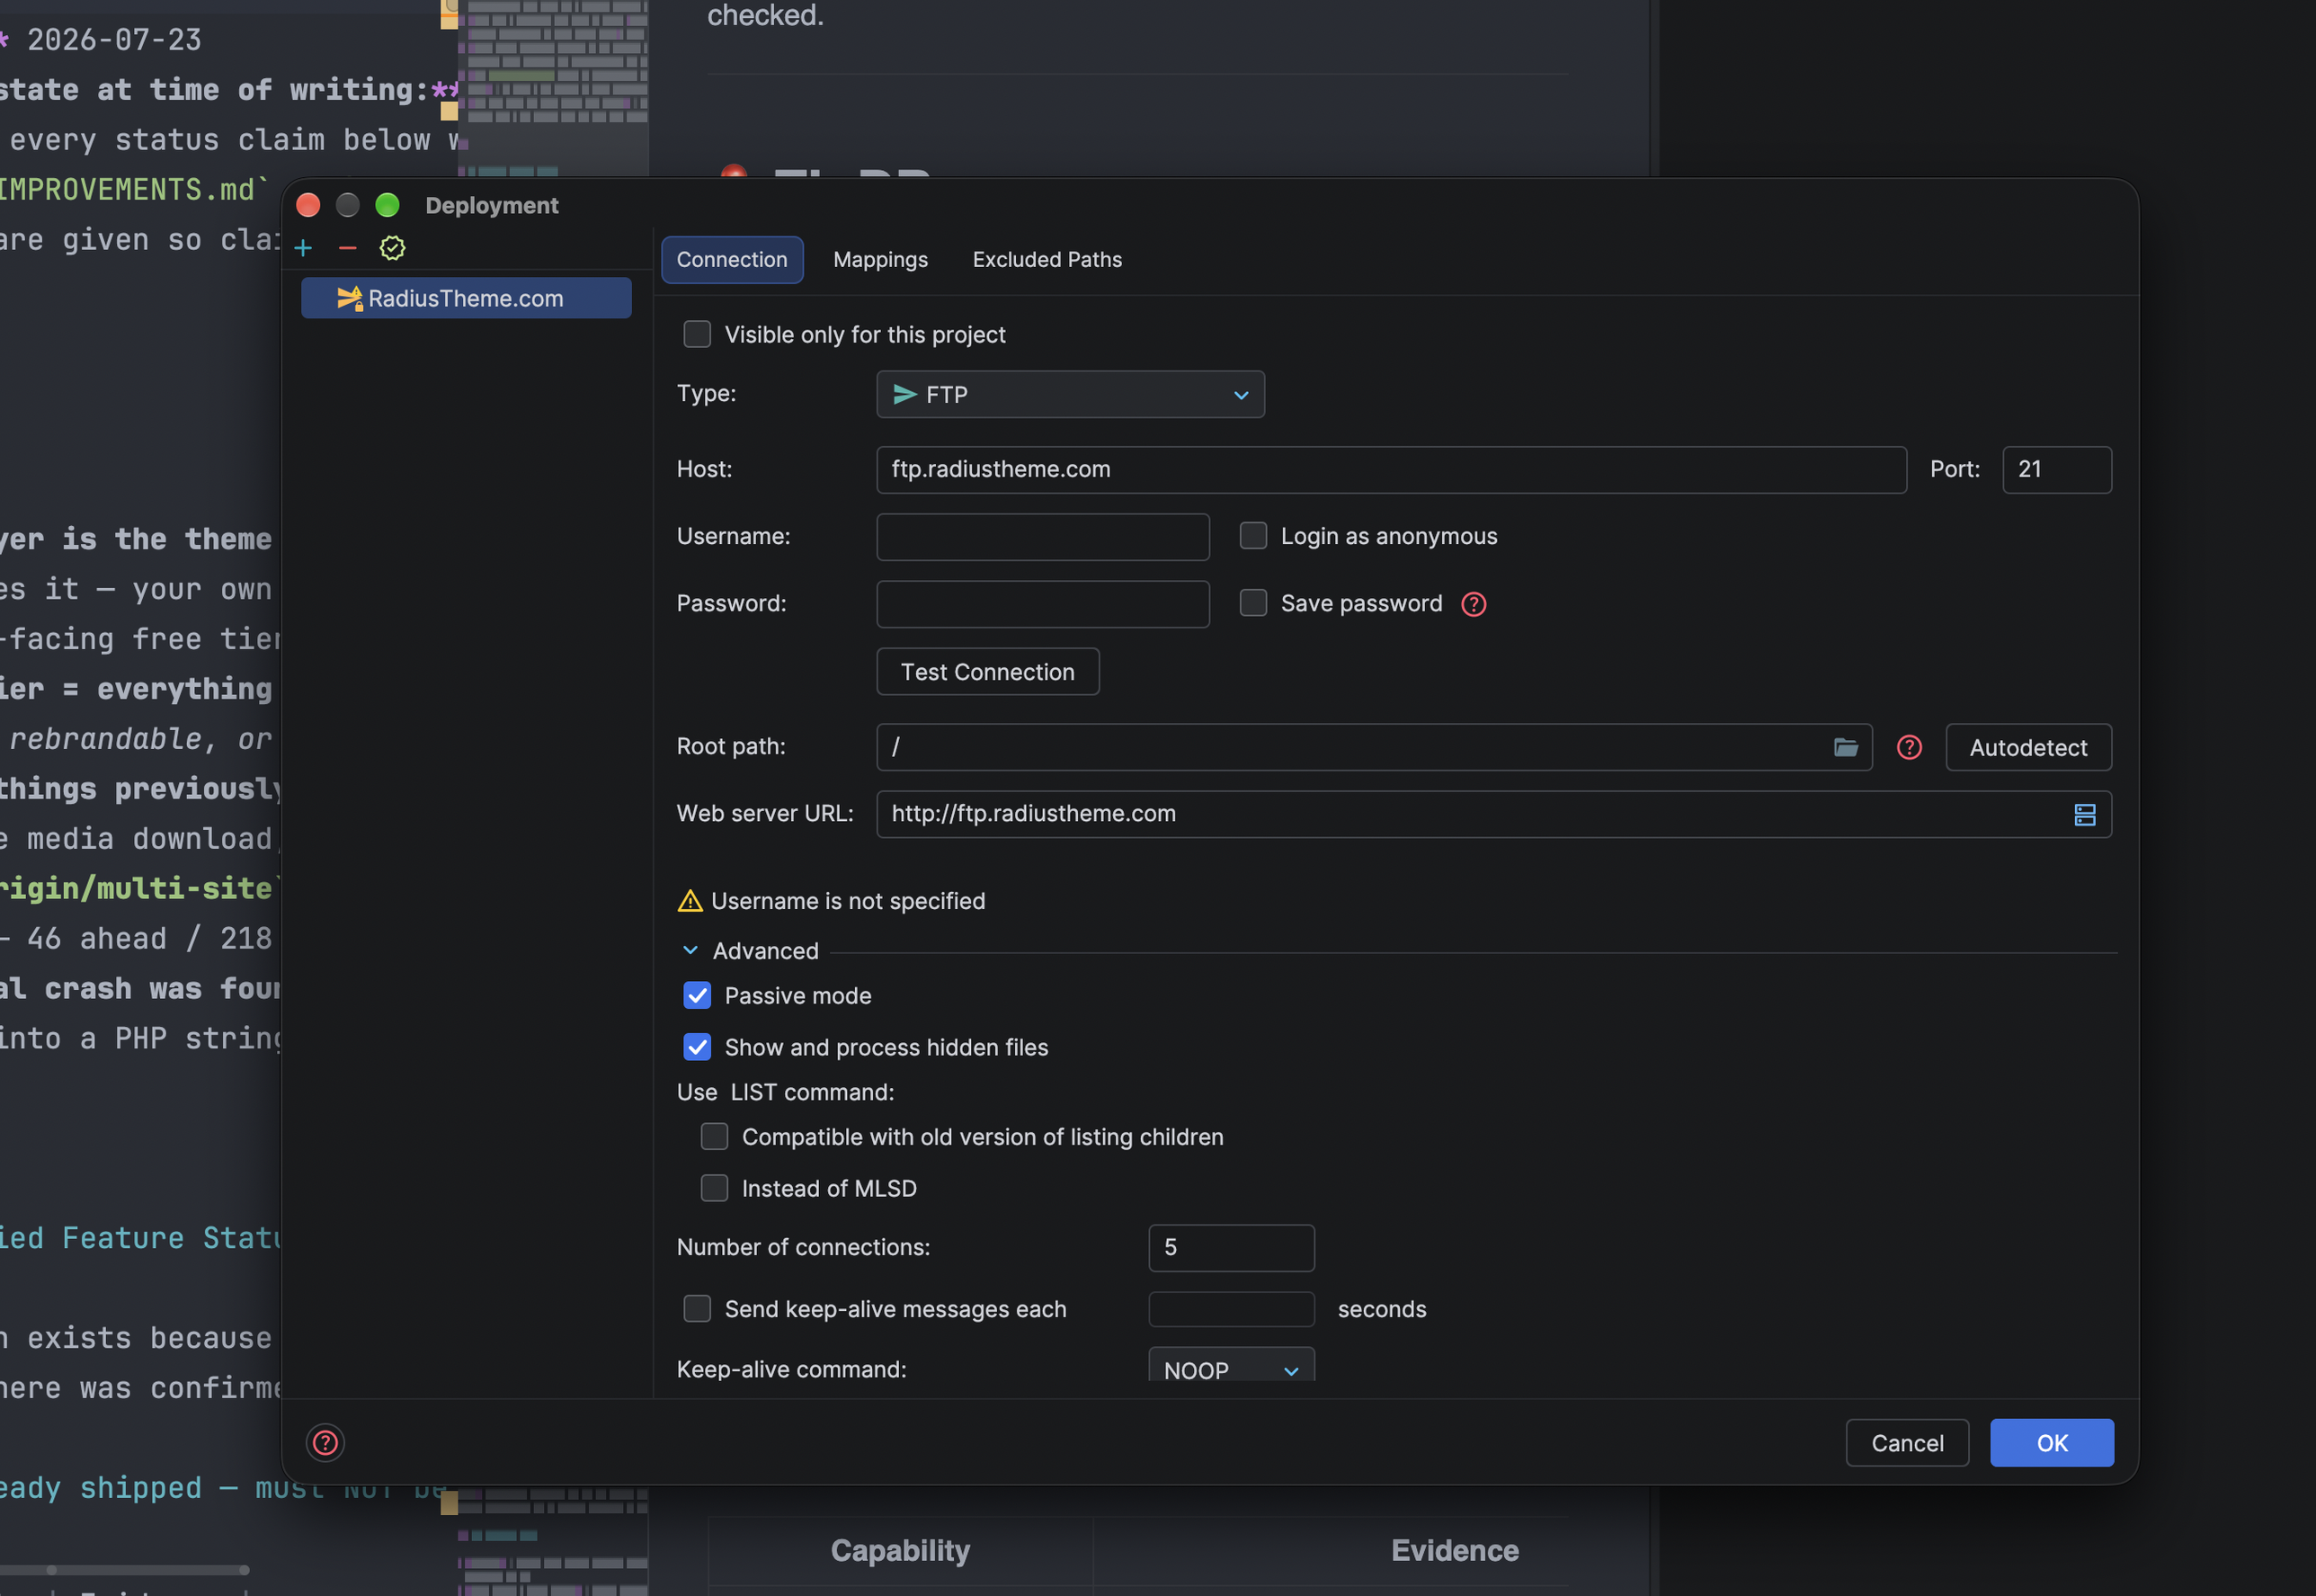 checked.
* 2026-07-23
state at time of writing:**
every status claim below w
IMPROVEMENTS.md`
are given so clai
Deployment
RadiusTheme.com
Connection
Mappings
Excluded Paths
Visible only for this project
Type:
FTP
Host:
ftp.radiustheme.com
Port:
21
Username:
Login as anonymous
Password:
Save password
Test Connection
Root path:
/
Autodetect
Web server URL:
http://ftp.radiustheme.com
Username is not specified
Advanced
Passive mode
Show and process hidden files
Use LIST command:
Compatible with old version of listing children
Instead of MLSD
Number of connections:
5
Send keep-alive messages each
seconds
Keep-alive command:
NOOP
Cancel
OK
yer is the theme
es it — your own
-facing free tier
ier = everything
rebrandable, or
things previously
e media download,
rigin/multi-site`
- 46 ahead / 218
al crash was foun
into a PHP string
ied Feature Statu
n exists because
here was confirme
eady shipped — must NOT be
Capability
Evidence